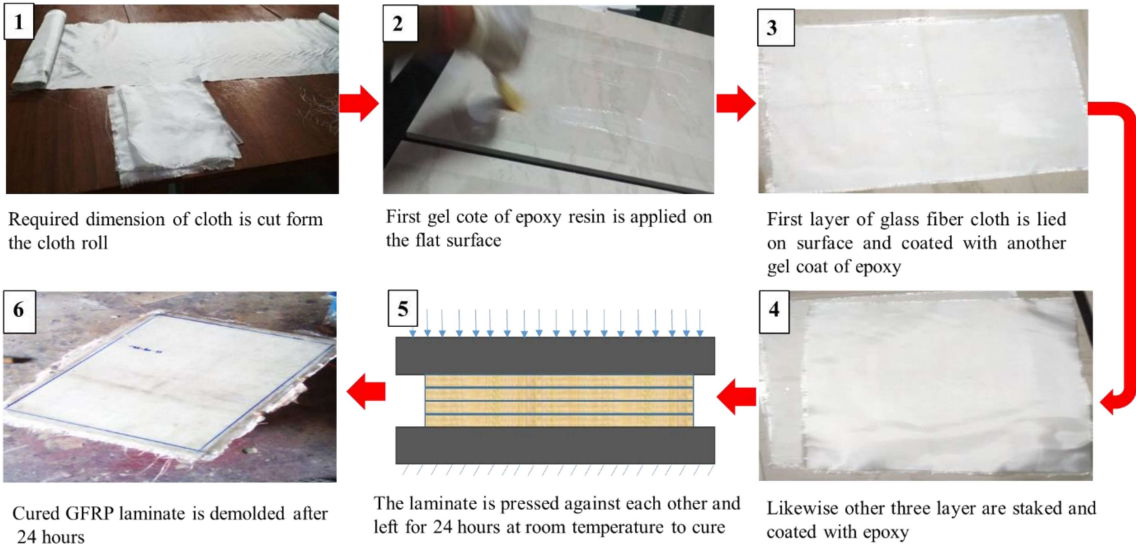 1
Required dimension of cloth is cut form
the cloth roll
2
First gel cote of epoxy resin is applied on
the flat surface
3
First layer of glass fiber cloth is lied
on surface and coated with another
gel coat of epoxy
4
Likewise other three layer are staked and
coated with epoxy
5
The laminate is pressed against each other and
left for 24 hours at room temperature to cure
6
Cured GFRP laminate is demolded after
24 hours